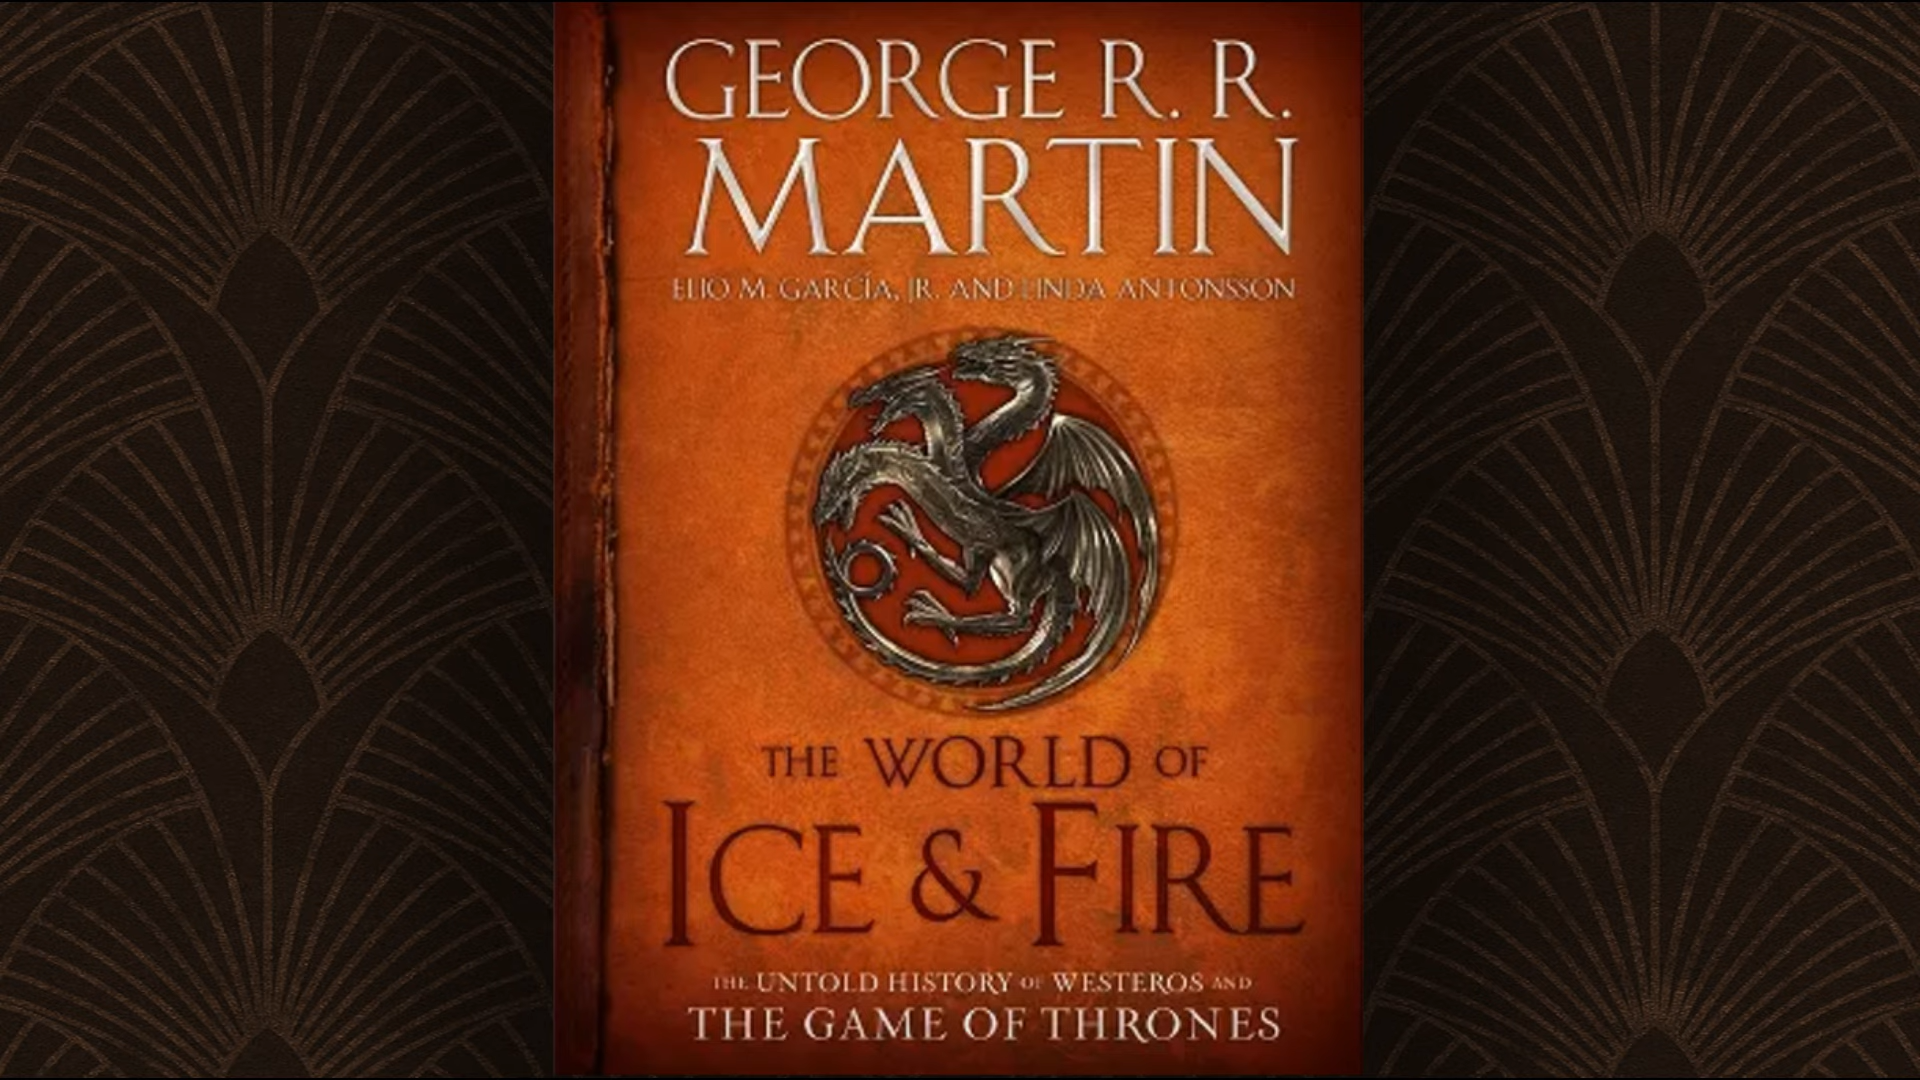 GEORGE R. R.
MARTIN
ELIO M. GARCÍA, JR. AND LINDA ANTONSSON
THE WORLD OF
ICE & FIRE
THE UNTOLD HISTORY OF WESTEROS AND
THE GAME OF THRONES